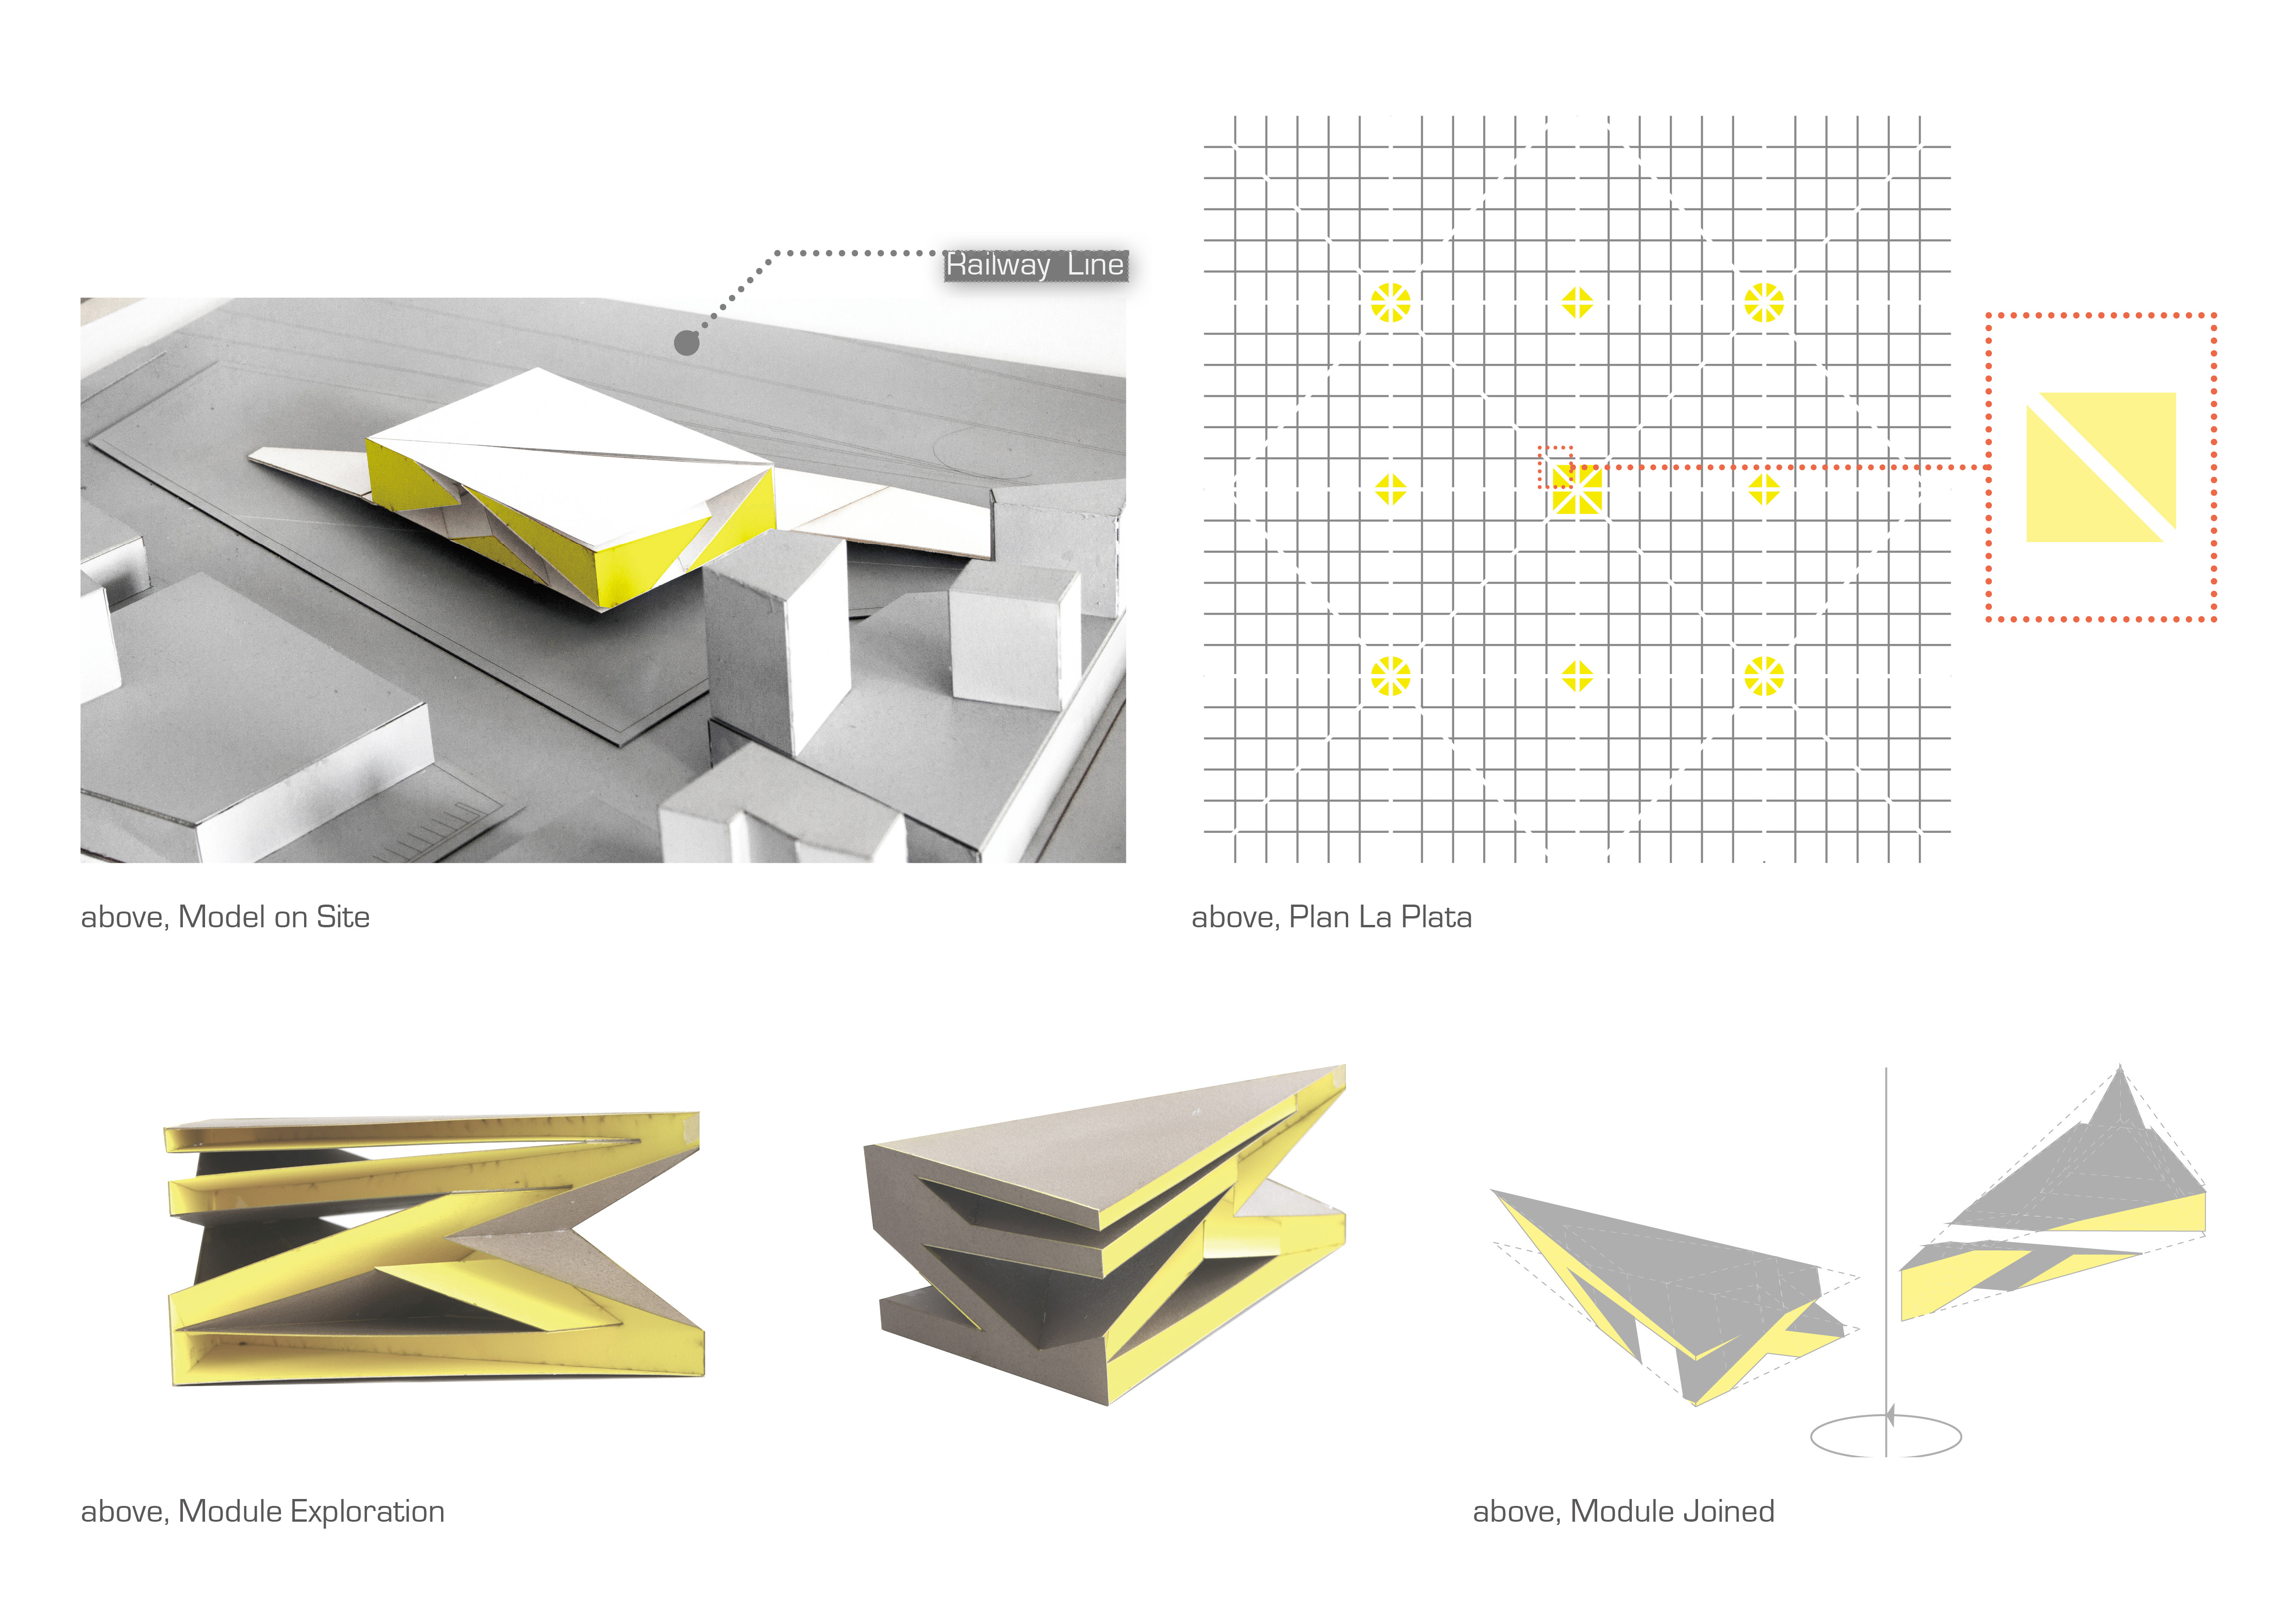 Railway Line
above, Model on Site
above, Plan La Plata
above, Module Exploration
above, Module Joined